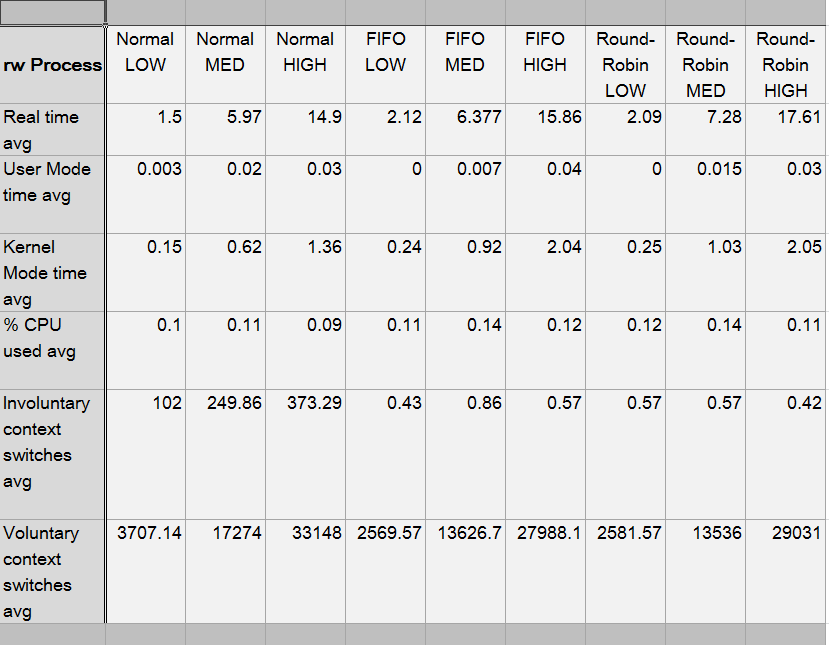 rw Process Normal LOW Normal MED Normal HIGH FIFO LOW FIFO MED FIFO HIGH Round-Robin LOW Round-Robin MED Round-Robin HIGH
Real time avg 1.5 5.97 14.9 2.12 6.377 15.86 2.09 7.28 17.61
User Mode time avg 0.003 0.02 0.03 0 0.007 0.04 0 0.015 0.03
Kernel Mode time avg 0.15 0.62 1.36 0.24 0.92 2.04 0.25 1.03 2.05
% CPU used avg 0.1 0.11 0.09 0.11 0.14 0.12 0.12 0.14 0.11
Involuntary context switches avg 102 249.86 373.29 0.43 0.86 0.57 0.57 0.57 0.42
Voluntary context switches avg 3707.14 17274 33148 2569.57 13626.7 27988.1 2581.57 13536 29031